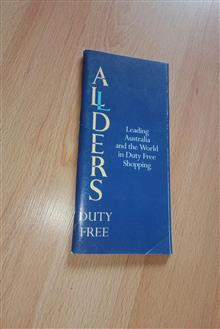 ALLDERS
DUTY
FREE
Leading
Australia
and the World
in Duty Free
Shopping